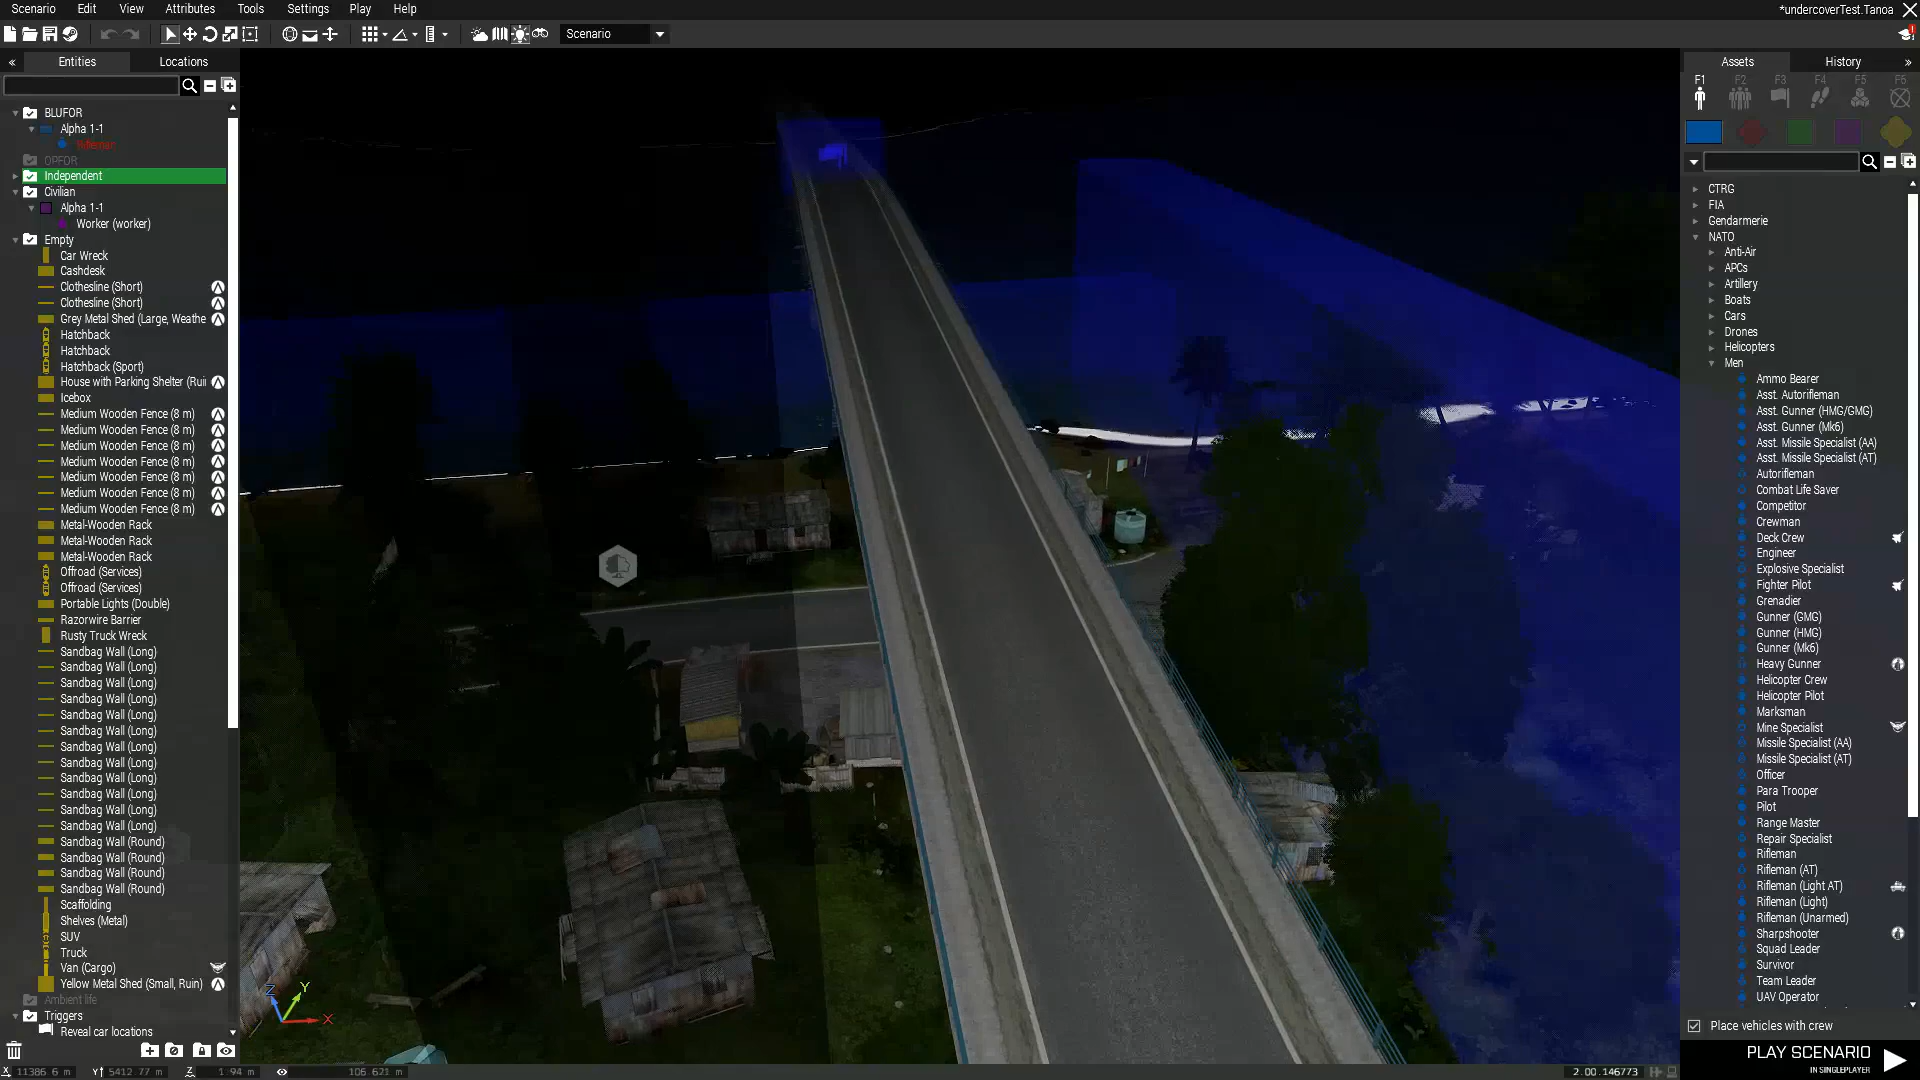 Scenario Edit View Attributes Tools Settings Play Help
*undercoverTest.Tanoa
Scenario
Entities Locations
BLUFOR
Alpha 1-1
Rifleman
OPFOR
Independent
Civilian
Alpha 1-1
Worker (worker)
Empty
Car Wreck
Cashdesk
Clothesline (Short)
Clothesline (Short)
Grey Metal Shed (Large, Weathe
Hatchback
Hatchback
Hatchback (Sport)
House with Parking Shelter (Rui
Icebox
Medium Wooden Fence (8 m)
Medium Wooden Fence (8 m)
Medium Wooden Fence (8 m)
Medium Wooden Fence (8 m)
Medium Wooden Fence (8 m)
Medium Wooden Fence (8 m)
Medium Wooden Fence (8 m)
Metal-Wooden Rack
Metal-Wooden Rack
Metal-Wooden Rack
Offroad (Services)
Offroad (Services)
Portable Lights (Double)
Razorwire Barrier
Rusty Truck Wreck
Sandbag Wall (Long)
Sandbag Wall (Long)
Sandbag Wall (Long)
Sandbag Wall (Long)
Sandbag Wall (Long)
Sandbag Wall (Long)
Sandbag Wall (Long)
Sandbag Wall (Long)
Sandbag Wall (Long)
Sandbag Wall (Long)
Sandbag Wall (Long)
Sandbag Wall (Long)
Sandbag Wall (Round)
Sandbag Wall (Round)
Sandbag Wall (Round)
Sandbag Wall (Round)
Scaffolding
Shelves (Metal)
SUV
Truck
Van (Cargo)
Yellow Metal Shed (Small, Ruin)
Ambient life
Triggers
Reveal car locations
X 11386.6 m Y 5412.77 m Z 1.94 m 106.621 m
Z Y X
Assets History
F1 F2 F3 F4 F5 F6
CTRG
FIA
Gendarmerie
NATO
Anti-Air
APCs
Artillery
Boats
Cars
Drones
Helicopters
Men
Ammo Bearer
Asst. Autorifleman
Asst. Gunner (HMG/GMG)
Asst. Gunner (Mk6)
Asst. Missile Specialist (AA)
Asst. Missile Specialist (AT)
Autorifleman
Combat Life Saver
Competitor
Crewman
Deck Crew
Engineer
Explosive Specialist
Fighter Pilot
Grenadier
Gunner (GMG)
Gunner (HMG)
Gunner (Mk6)
Heavy Gunner
Helicopter Crew
Helicopter Pilot
Marksman
Mine Specialist
Missile Specialist (AA)
Missile Specialist (AT)
Officer
Para Trooper
Pilot
Range Master
Repair Specialist
Rifleman
Rifleman (AT)
Rifleman (Light AT)
Rifleman (Light)
Rifleman (Unarmed)
Sharpshooter
Squad Leader
Survivor
Team Leader
UAV Operator
Place vehicles with crew
PLAY SCENARIO
IN SINGLEPLAYER
2.00.146773